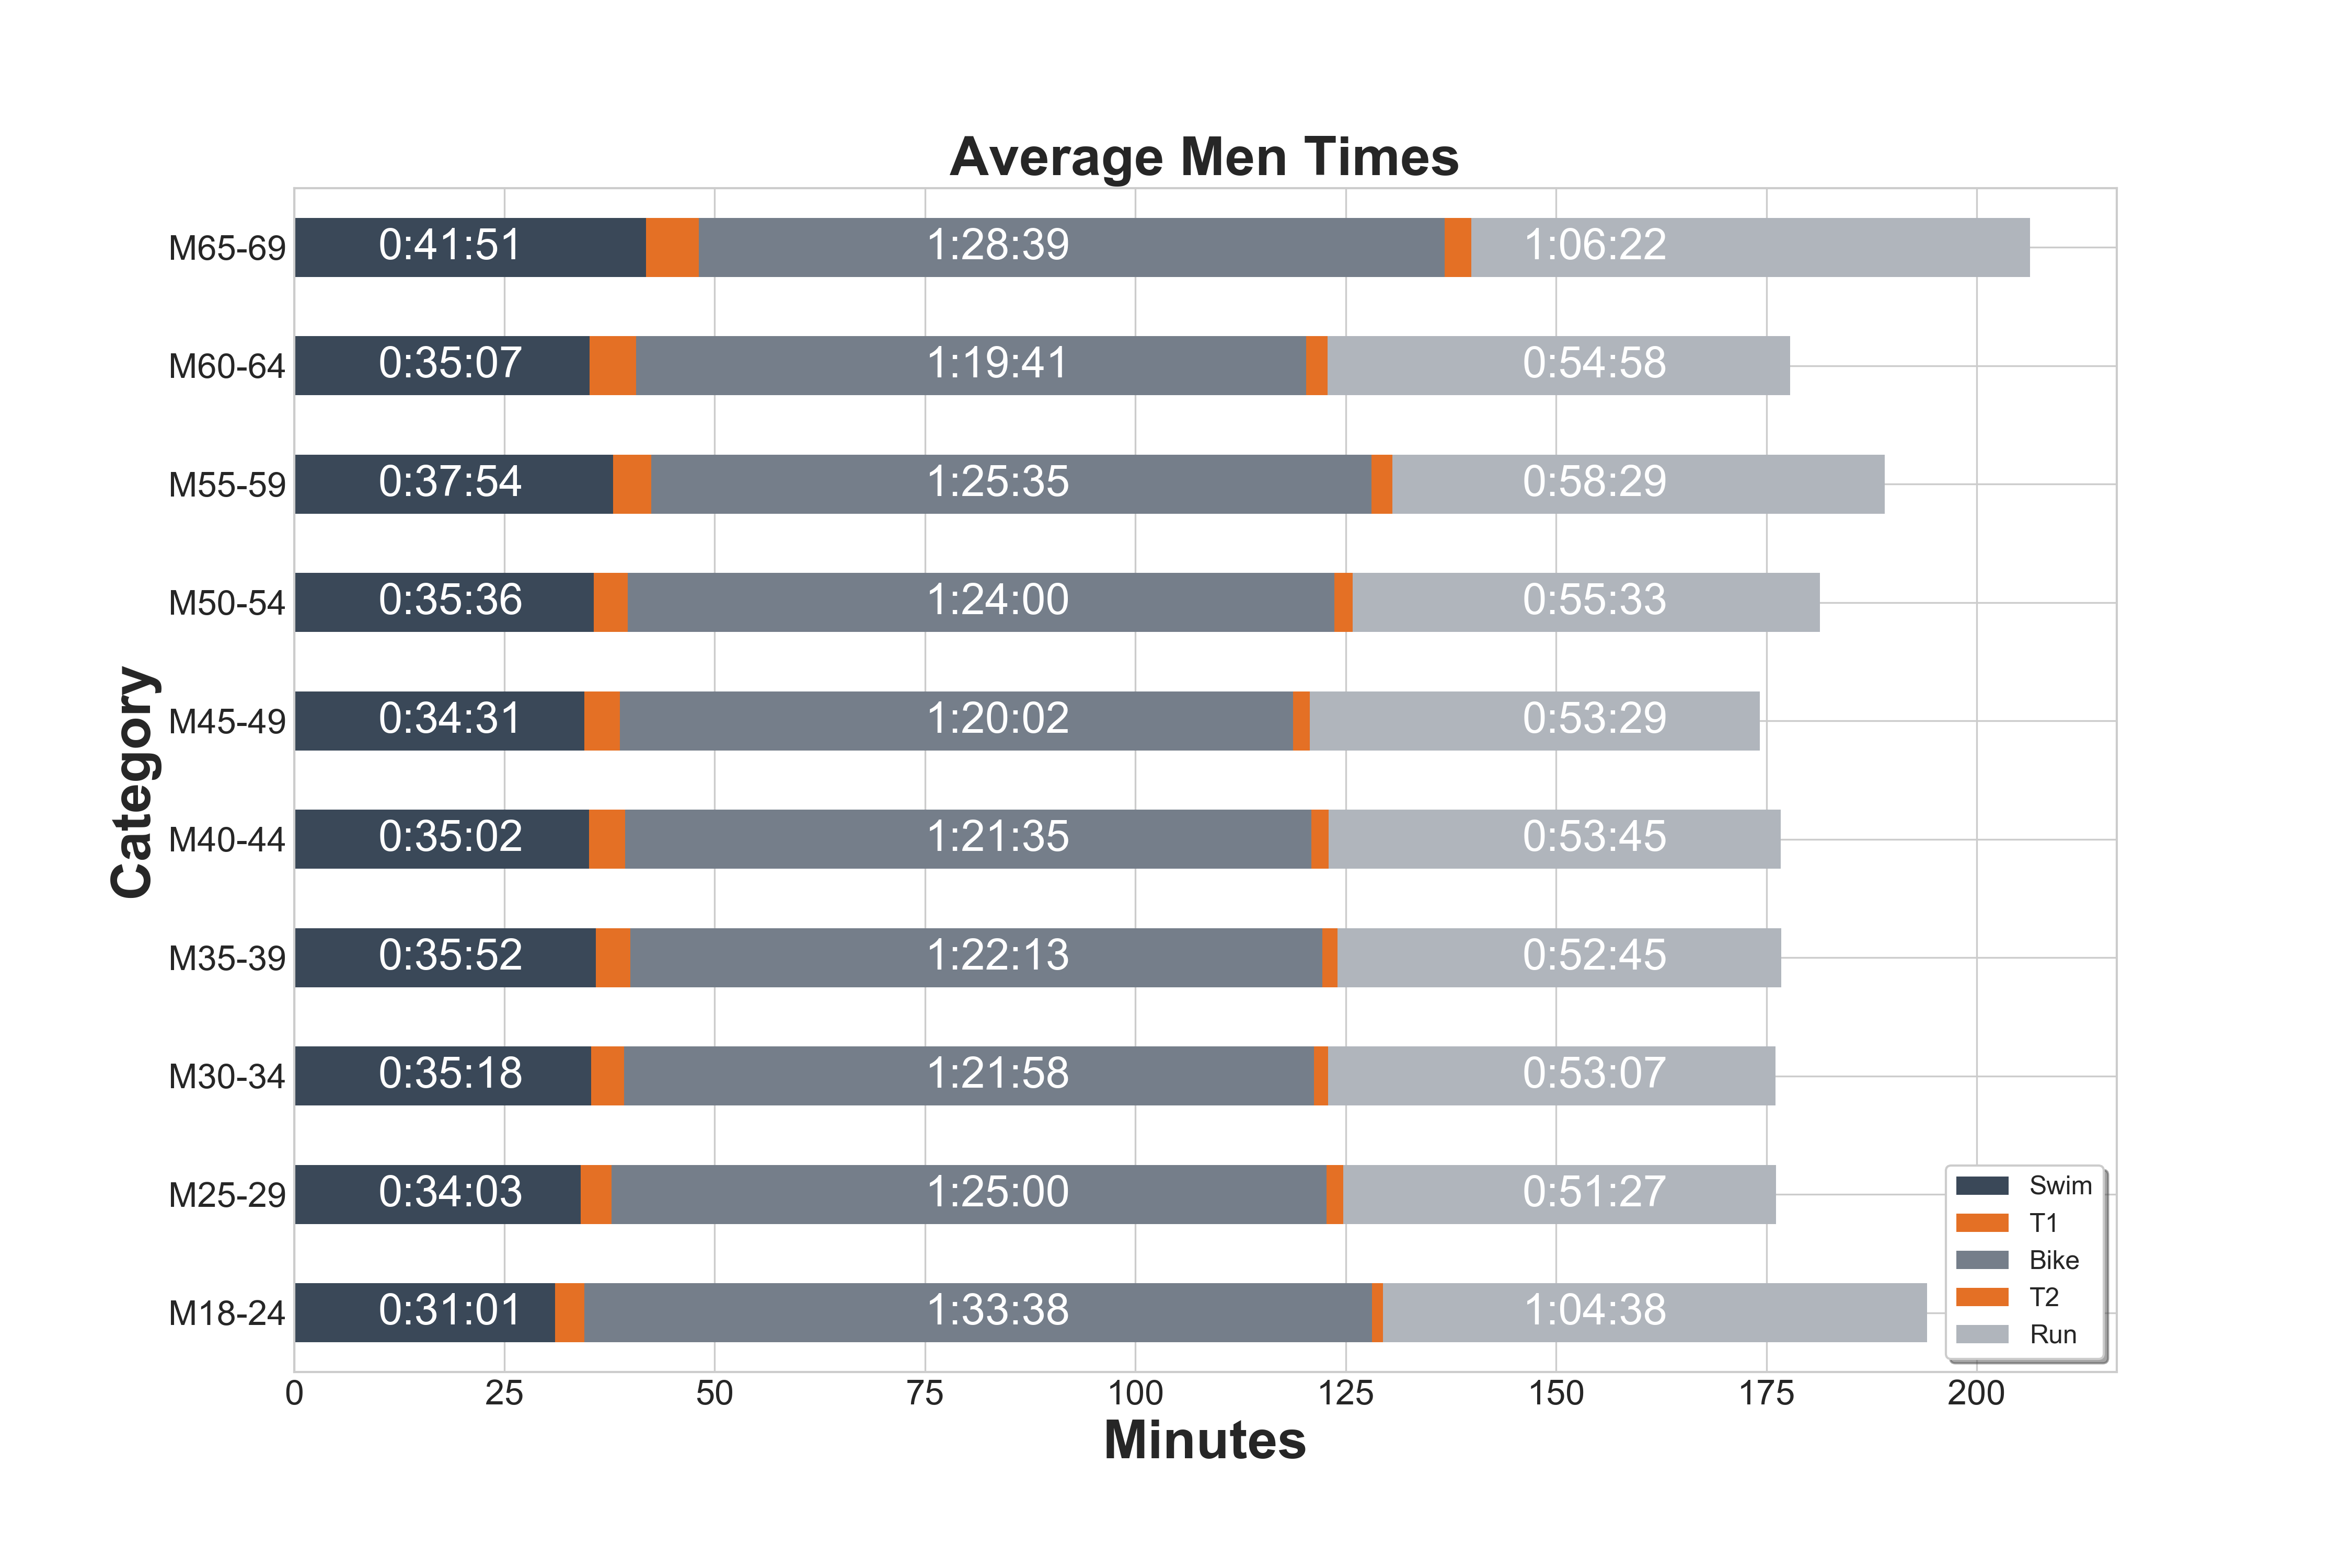 Average Men Times
M65-69 0:41:51 1:28:39 1:06:22
M60-64 0:35:07 1:19:41 0:54:58
M55-59 0:37:54 1:25:35 0:58:29
M50-54 0:35:36 1:24:00 0:55:33
M45-49 0:34:31 1:20:02 0:53:29
M40-44 0:35:02 1:21:35 0:53:45
M35-39 0:35:52 1:22:13 0:52:45
M30-34 0:35:18 1:21:58 0:53:07
M25-29 0:34:03 1:25:00 0:51:27
M18-24 0:31:01 1:33:38 1:04:38
Category
Swim
T1
Bike
T2
Run
0 25 50 75 100 125 150 175 200
Minutes